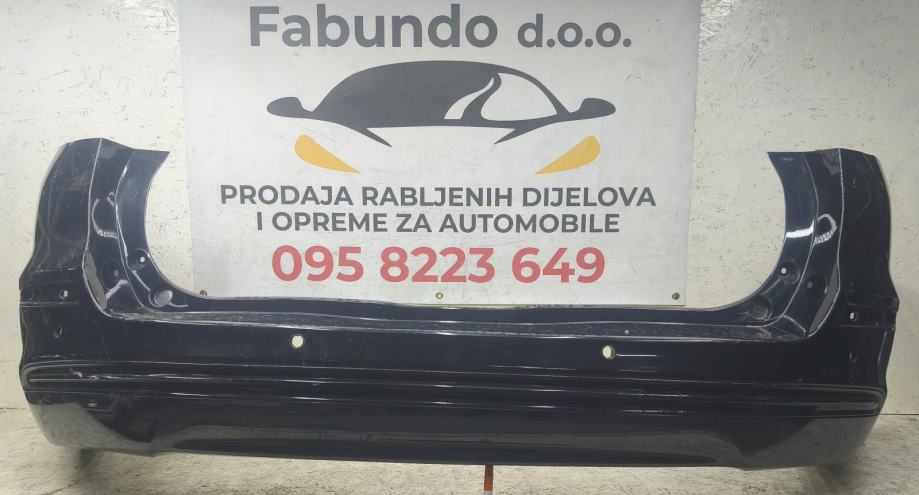 Fabundo d.o.o.
PRODAJA RABLJENIH DIJELOVA
I OPREME ZA AUTOMOBILE
095 8223 649